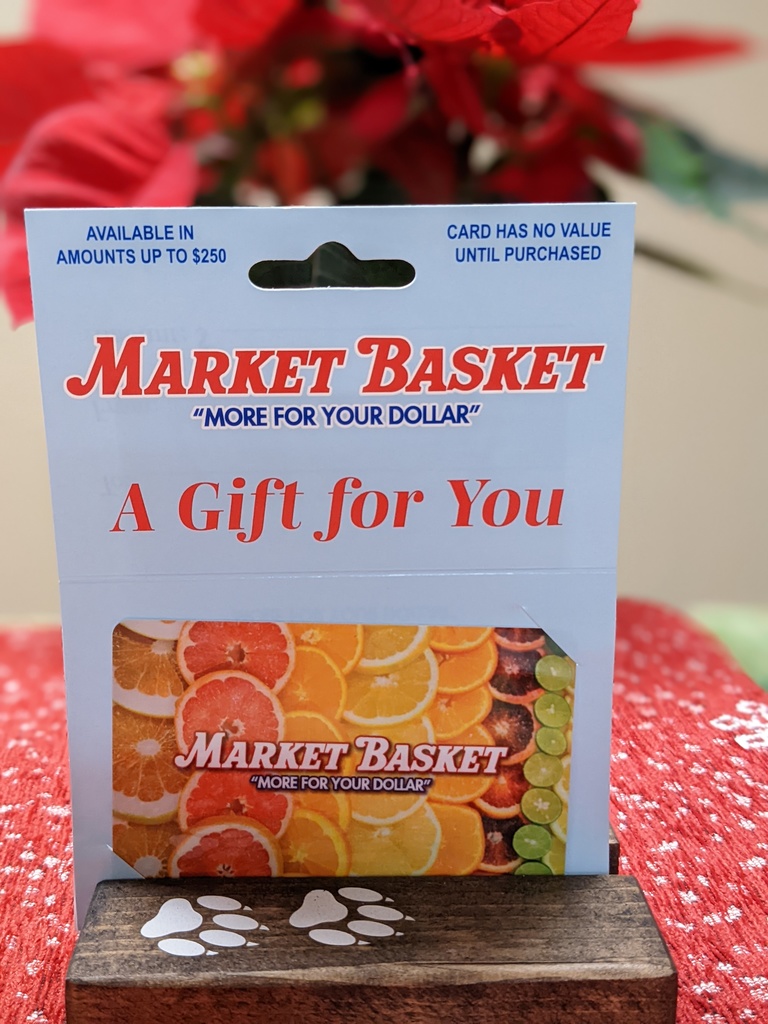 AVAILABLE IN
AMOUNTS UP TO $250
CARD HAS NO VALUE
UNTIL PURCHASED
MARKET BASKET
“MORE FOR YOUR DOLLAR”
A Gift for You
MARKET BASKET
“MORE FOR YOUR DOLLAR”